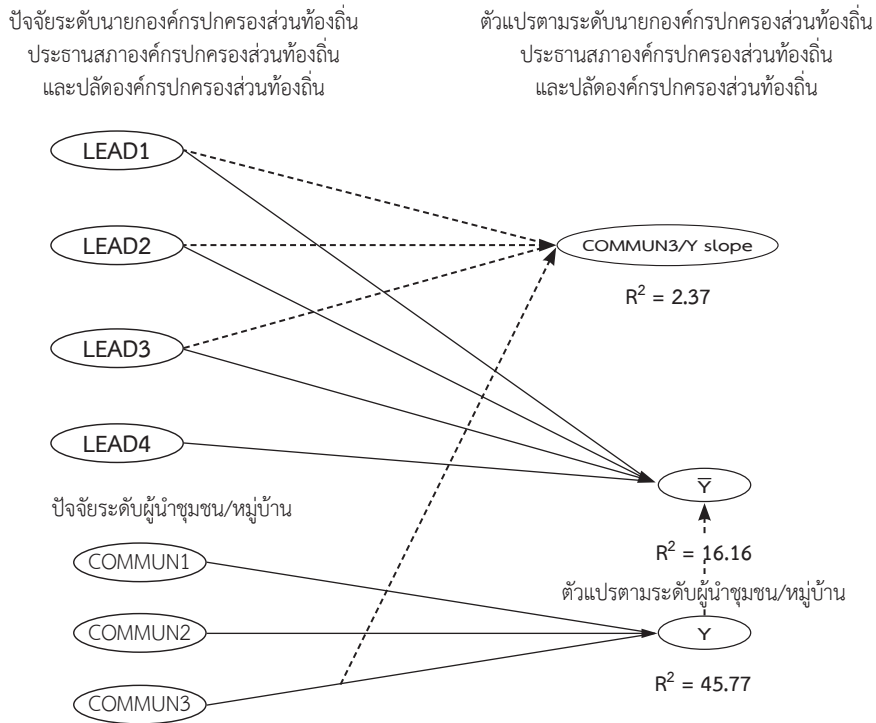 ปัจจัยระดับนายกองค์กรปกครองส่วนท้องถิ่น
ประธานสภาองค์กรปกครองส่วนท้องถิ่น
และปลัดองค์กรปกครองส่วนท้องถิ่น
ตัวแปรตามระดับนายกองค์กรปกครองส่วนท้องถิ่น
ประธานสภาองค์กรปกครองส่วนท้องถิ่น
และปลัดองค์กรปกครองส่วนท้องถิ่น
LEAD1
LEAD2
COMMUN3/Y slope
R² = 2.37
LEAD3
LEAD4
Y̅
ปัจจัยระดับผู้นำชุมชน/หมู่บ้าน
R² = 16.16
COMMUN1
ตัวแปรตามระดับผู้นำชุมชน/หมู่บ้าน
COMMUN2
Y
R² = 45.77
COMMUN3